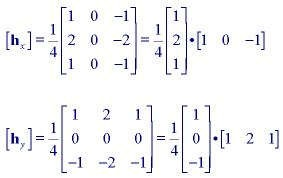 [h_x] = 1/4 [1 0 −1; 2 0 −2; 1 0 −1] = 1/4 [1; 2; 1] • [1 0 −1]
[h_y] = 1/4 [1 2 1; 0 0 0; −1 −2 −1] = 1/4 [1; 0; −1] • [1 2 1]